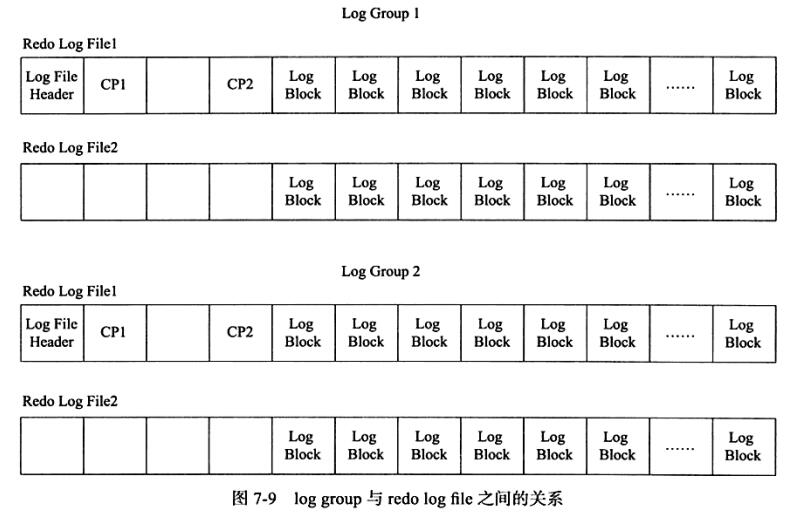 Log Group 1
Redo Log File1
Log File Header CP1 CP2 Log Block Log Block Log Block Log Block Log Block Log Block ...... Log Block
Redo Log File2
Log Block Log Block Log Block Log Block Log Block Log Block ...... Log Block
Log Group 2
Redo Log File1
Log File Header CP1 CP2 Log Block Log Block Log Block Log Block Log Block Log Block ...... Log Block
Redo Log File2
Log Block Log Block Log Block Log Block Log Block Log Block ...... Log Block
图 7-9 log group 与 redo log file 之间的关系